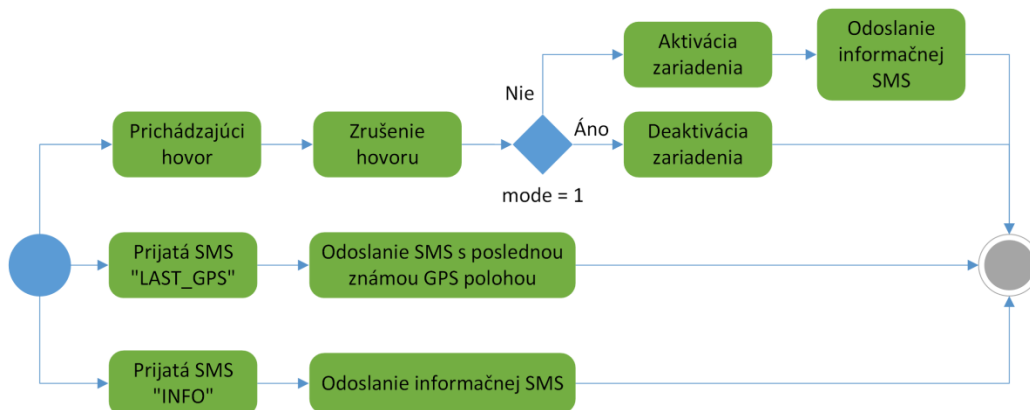 Aktivácia
zariadenia
Odoslanie
informačnej
SMS
Nie
Prichádzajúci
hovor
Zrušenie
hovoru
Áno
Deaktivácia
zariadenia
mode = 1
Prijatá SMS
"LAST_GPS"
Odoslanie SMS s poslednou
známou GPS polohou
Prijatá SMS
"INFO"
Odoslanie informačnej SMS